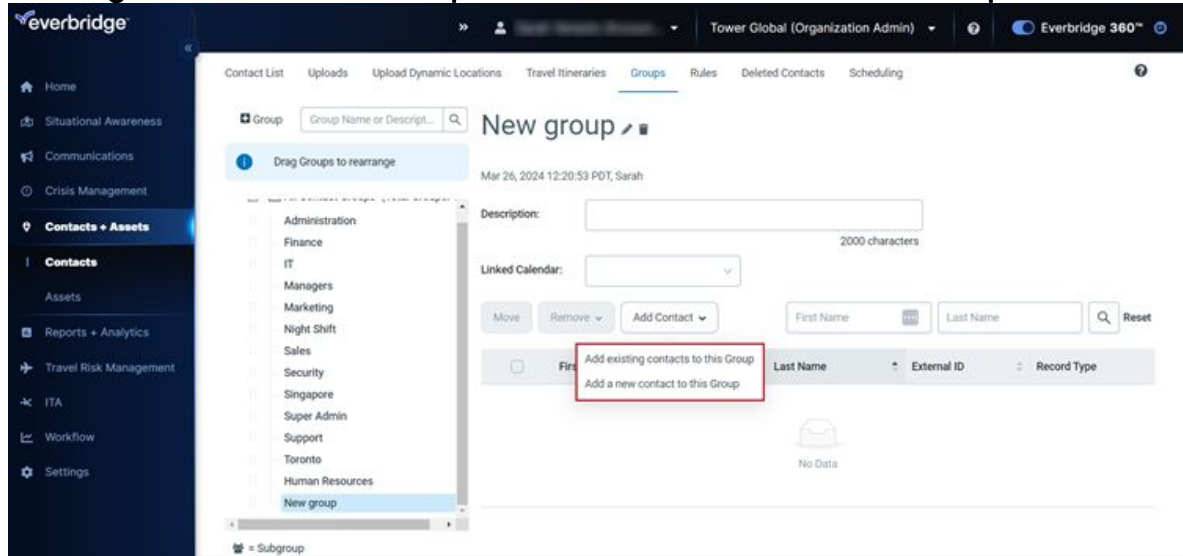 everbridge
Tower Global (Organization Admin)
Everbridge 360™
Home
Situational Awareness
Communications
Crisis Management
Contacts + Assets
Contacts
Assets
Reports + Analytics
Travel Risk Management
ITA
Workflow
Settings
Contact List Uploads Upload Dynamic Locations Travel Itineraries Groups Rules Deleted Contacts Scheduling
Group
Group Name or Descript...
Drag Groups to rearrange
Administration
Finance
IT
Managers
Marketing
Night Shift
Sales
Security
Singapore
Super Admin
Support
Toronto
Human Resources
New group
= Subgroup
New group
Mar 26, 2024 12:20:53 PDT, Sarah
Description:
2000 characters
Linked Calendar:
Move Remove Add Contact First Name Last Name Reset
Add existing contacts to this Group
Add a new contact to this Group
Last Name External ID Record Type
No Data